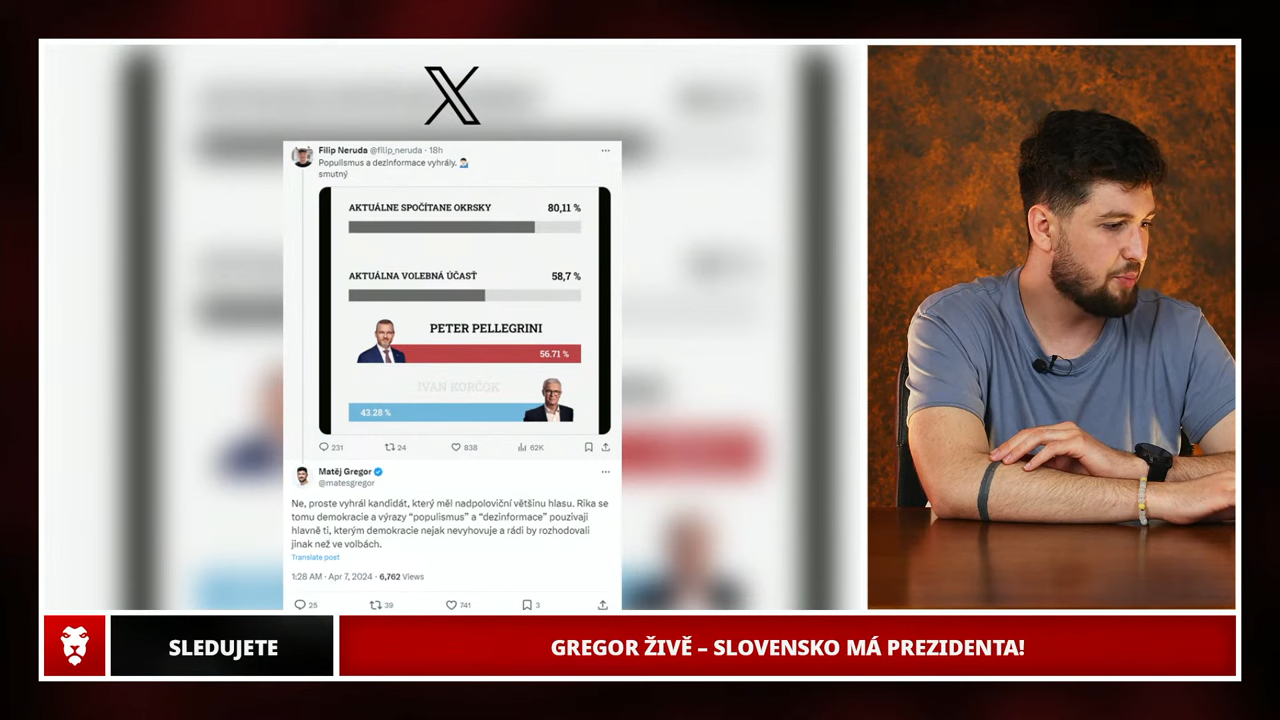 Filip Neruda @filip_neruda · 18h
Populismus a dezinformace vyhrály.
smutný
AKTUÁLNE SPOČÍTANE OKRSKY 80,11 %
AKTUÁLNA VOLEBNÁ ÚČASŤ 58,7 %
PETER PELLEGRINI
56.71 %
IVAN KORČOK
43.28 %
231 24 838 62K
Matěj Gregor
@matesgregor
Ne, proste vyhrál kandidát, který měl nadpoloviční většinu hlasu. Rika se
tomu demokracie a výrazy “populismus” a “dezinformace” pouzivají
hlavně ti, kterým demokracie nejak nevyhovuje a rádi by rozhodovali
jinak než ve volbách.
Translate post
1:28 AM · Apr 7, 2024 · 6,762 Views
25 39 741 3
SLEDUJETE
GREGOR ŽIVĚ – SLOVENSKO MÁ PREZIDENTA!